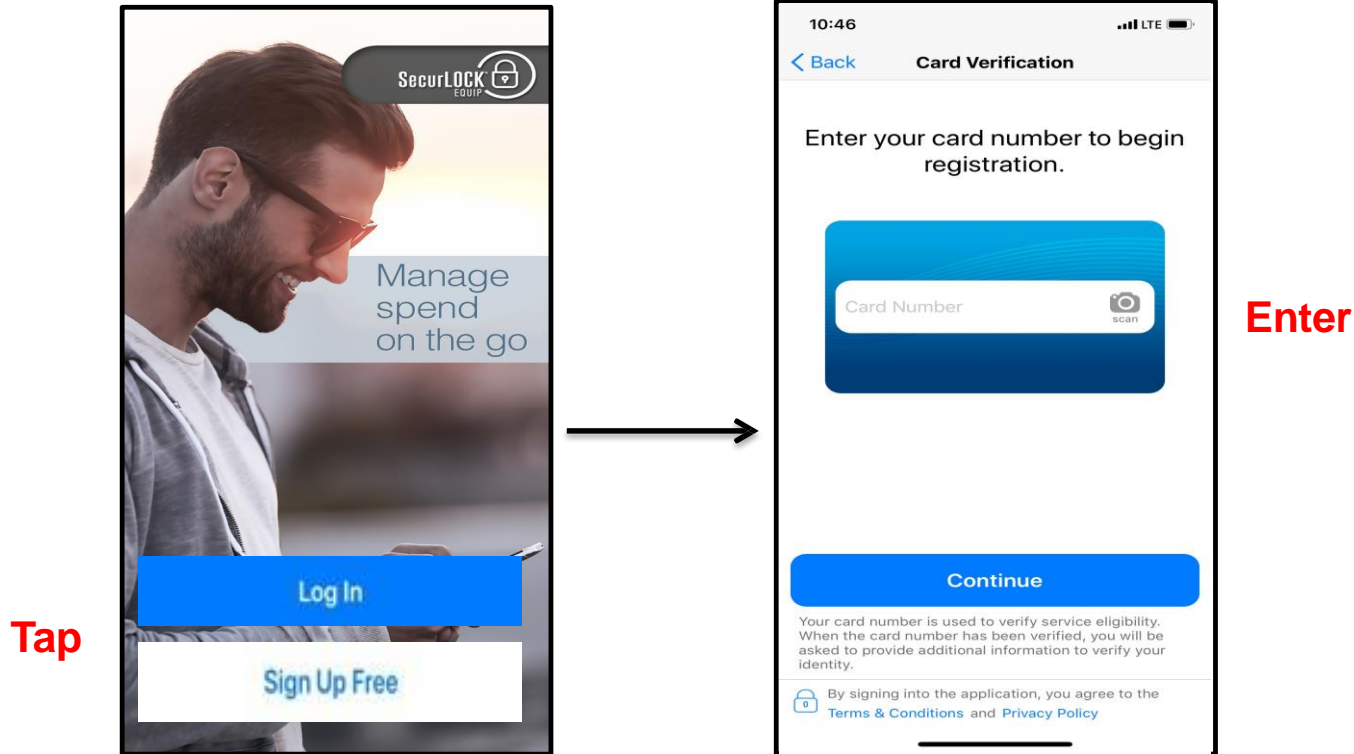 SecurLOCK
EQUIP
Manage
spend
on the go
Log In
Tap
Sign Up Free
10:46
LTE
Back
Card Verification
Enter your card number to begin
registration.
Card Number
scan
Enter
Continue
Your card number is used to verify service eligibility.
When the card number has been verified, you will be
asked to provide additional information to verify your
identity.
By signing into the application, you agree to the
Terms & Conditions and Privacy Policy